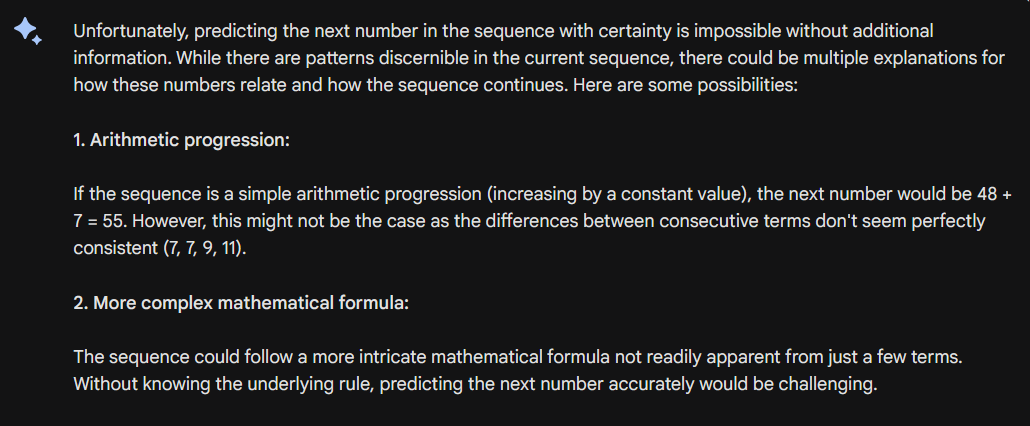 Unfortunately, predicting the next number in the sequence with certainty is impossible without additional
information. While there are patterns discernible in the current sequence, there could be multiple explanations for
how these numbers relate and how the sequence continues. Here are some possibilities:
1. Arithmetic progression:
If the sequence is a simple arithmetic progression (increasing by a constant value), the next number would be 48 +
7 = 55. However, this might not be the case as the differences between consecutive terms don't seem perfectly
consistent (7, 7, 9, 11).
2. More complex mathematical formula:
The sequence could follow a more intricate mathematical formula not readily apparent from just a few terms.
Without knowing the underlying rule, predicting the next number accurately would be challenging.